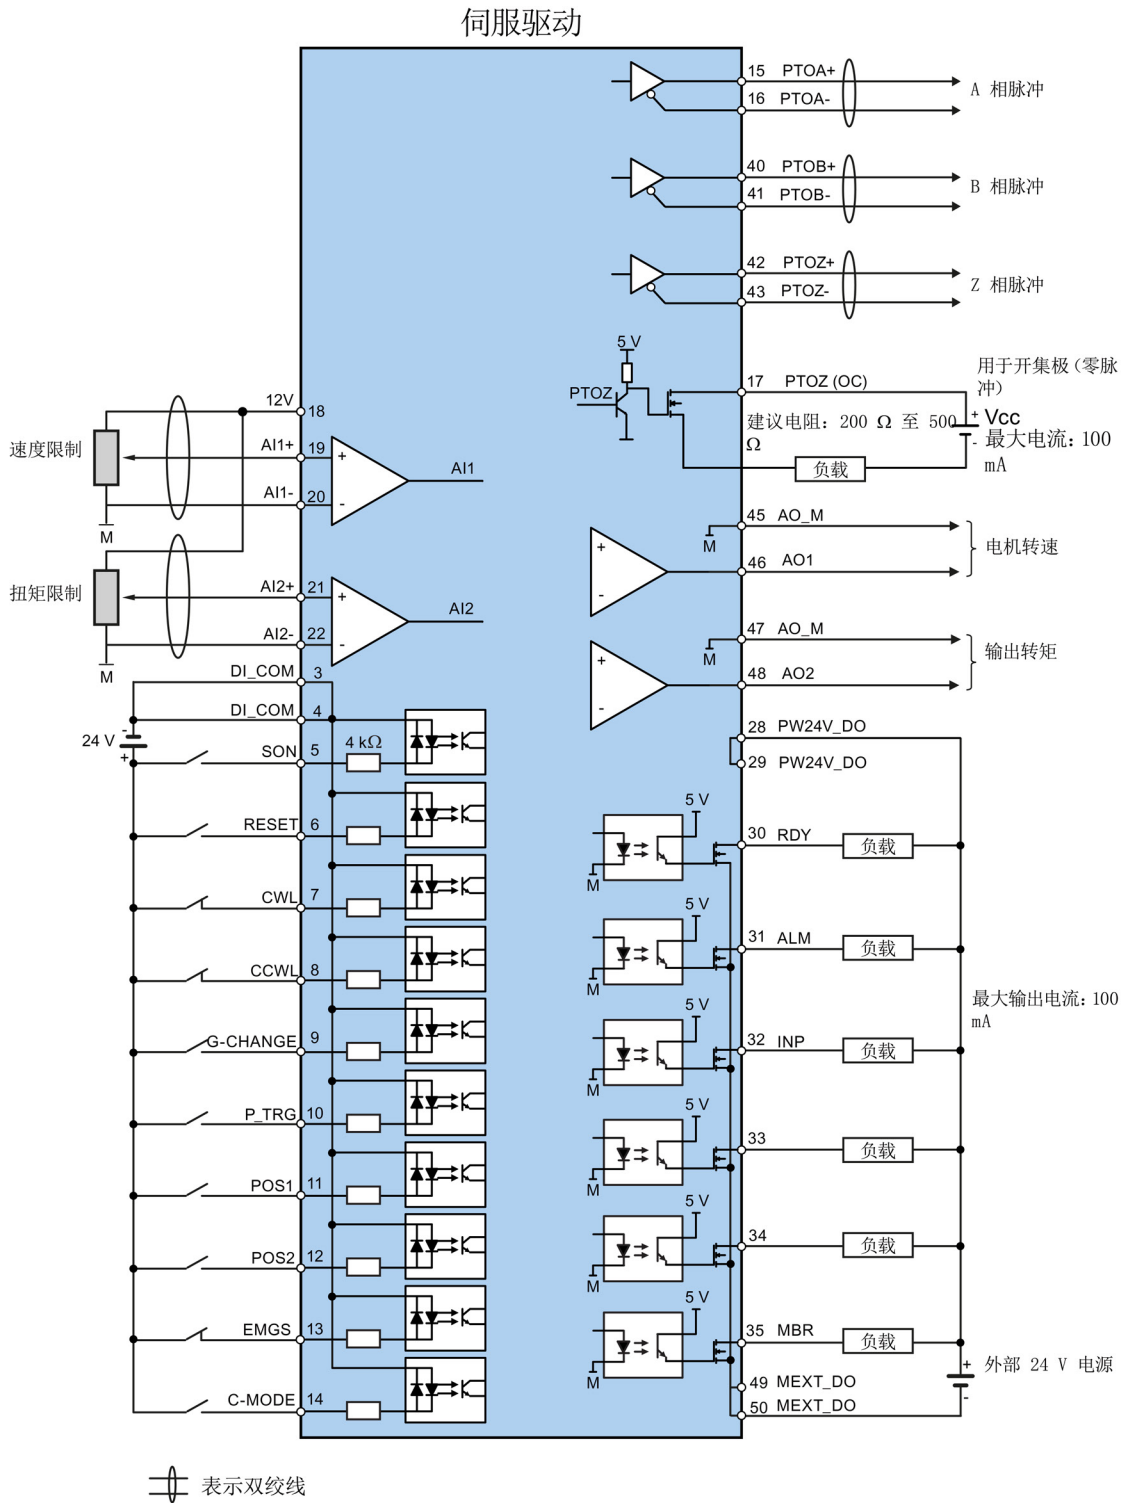 伺服驱动
15 PTOA+
16 PTOA-
A 相脉冲
40 PTOB+
41 PTOB-
B 相脉冲
42 PTOZ+
43 PTOZ-
Z 相脉冲
5 V
PTOZ
17 PTOZ (OC)
用于开集极（零脉
冲）
建议电阻：200 Ω 至 500
Ω
+ Vcc
-
最大电流：100
mA
负载
12V 18
速度限制
AI1+ 19
+
AI1
AI1- 20
-
M
扭矩限制
AI2+ 21
+
AI2
AI2- 22
-
M
45 AO_M
M
+
-
46 AO1
电机转速
47 AO_M
M
+
-
48 AO2
输出转矩
DI_COM 3
DI_COM 4
24 V
-
+
SON 5
4 kΩ
RESET 6
CWL 7
CCWL 8
G-CHANGE 9
P_TRG 10
POS1 11
POS2 12
EMGS 13
C-MODE 14
28 PW24V_DO
29 PW24V_DO
5 V
M
30 RDY
负载
5 V
M
31 ALM
负载
最大输出电流：100
mA
5 V
M
32 INP
负载
5 V
M
33
负载
5 V
M
34
负载
5 V
M
35 MBR
负载
+
-
外部 24 V 电源
49 MEXT_DO
50 MEXT_DO
表示双绞线